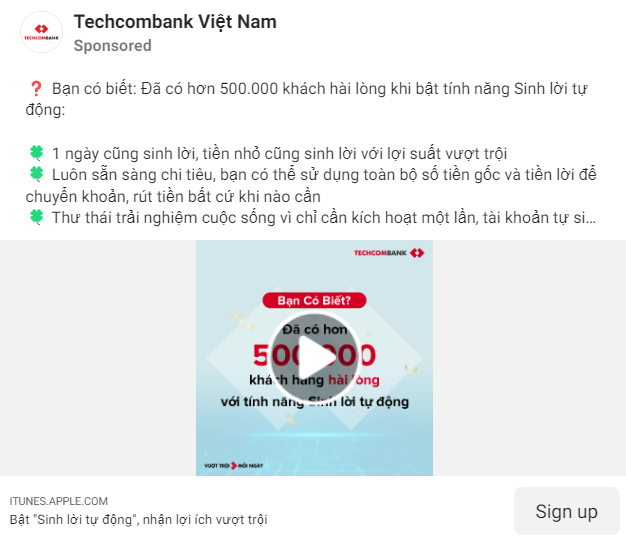 Techcombank Việt Nam
TECHCOMBANK
Sponsored
❓ Bạn có biết: Đã có hơn 500.000 khách hài lòng khi bật tính năng Sinh lời tự
động:
🍀 1 ngày cũng sinh lời, tiền nhỏ cũng sinh lời với lợi suất vượt trội
🍀 Luôn sẵn sàng chi tiêu, bạn có thể sử dụng toàn bộ số tiền gốc và tiền lời để
chuyển khoản, rút tiền bất cứ khi nào cần
🍀 Thư thái trải nghiệm cuộc sống vì chỉ cần kích hoạt một lần, tài khoản tự si...
TECHCOMBANK
Bạn Có Biết?
Đã có hơn
500.000
khách hàng hài lòng
với tính năng Sinh lời tự động
VƯỢT TRỘI MỖI NGÀY
ITUNES.APPLE.COM
Bật "Sinh lời tự động", nhận lợi ích vượt trội
Sign up